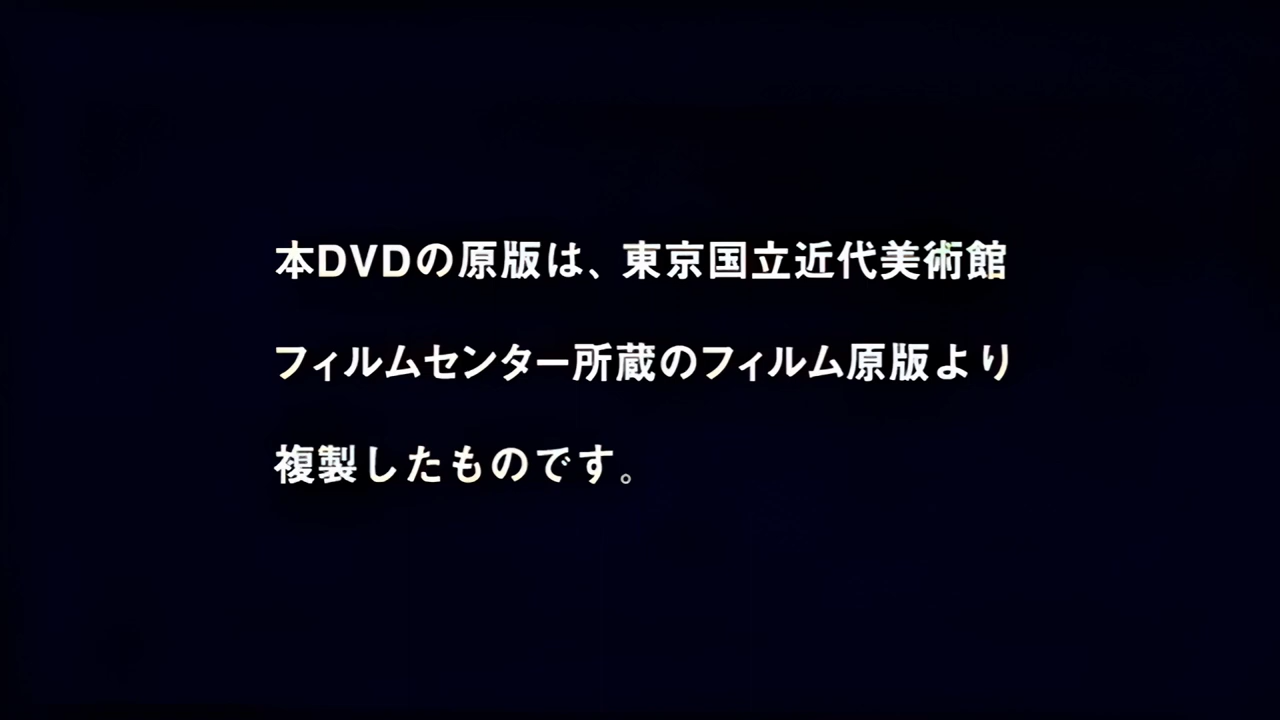 本DVDの原版は、東京国立近代美術館
フィルムセンター所蔵のフィルム原版より
複製したものです。